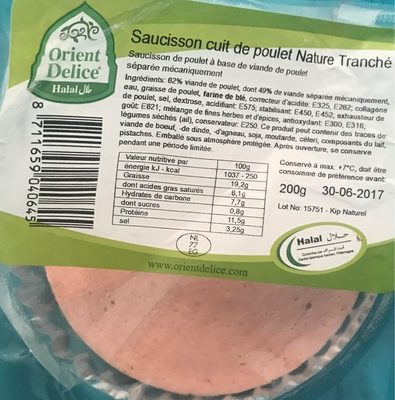 Orient
Delice®
Halal حلال
Saucisson cuit de poulet Nature Tranché
Saucisson de poulet à base de viande de poulet
séparée mécaniquement
Ingrédients: 62% viande de poulet, dont 49% de viande séparée mécaniquement,
eau, graisse de poulet, farine de blé, correcteur d'acidité: E325, E262, collagène
de poulet, sel, dextrose, acidifiant: E575, stabilisant: E450, E452, exhausteur de
goût: E621; mélange de fines herbes et d'épices, antioxydant: E300, E316,
légumes séchés (ail), conservateur: E250. Ce produit peut contenir des traces de:
viande de boeuf, -de dinde, -d'agneau, soja, moutarde, céleri, composants du lait,
pistaches. Emballé sous atmosphère protégée. Après ouverture, se conserve
pendant une période limitée.
Valeur nutritive par 100g
énergie kJ - kcal 1037 - 250
Graisse 19,2g
dont acides gras saturés 6,1g
Hydrates de carbone 7,7g
dont sucres 0,8g
Protéine 11,5g
sel 3,25g
Conservé à max. +7°C, doit être
consommé de préférence avant:
200g 30-06-2017
Lot No: 15751 - Kip Naturel
8 711659 040645
NL
77
EG
Halal حلال
www.orientdelice.com